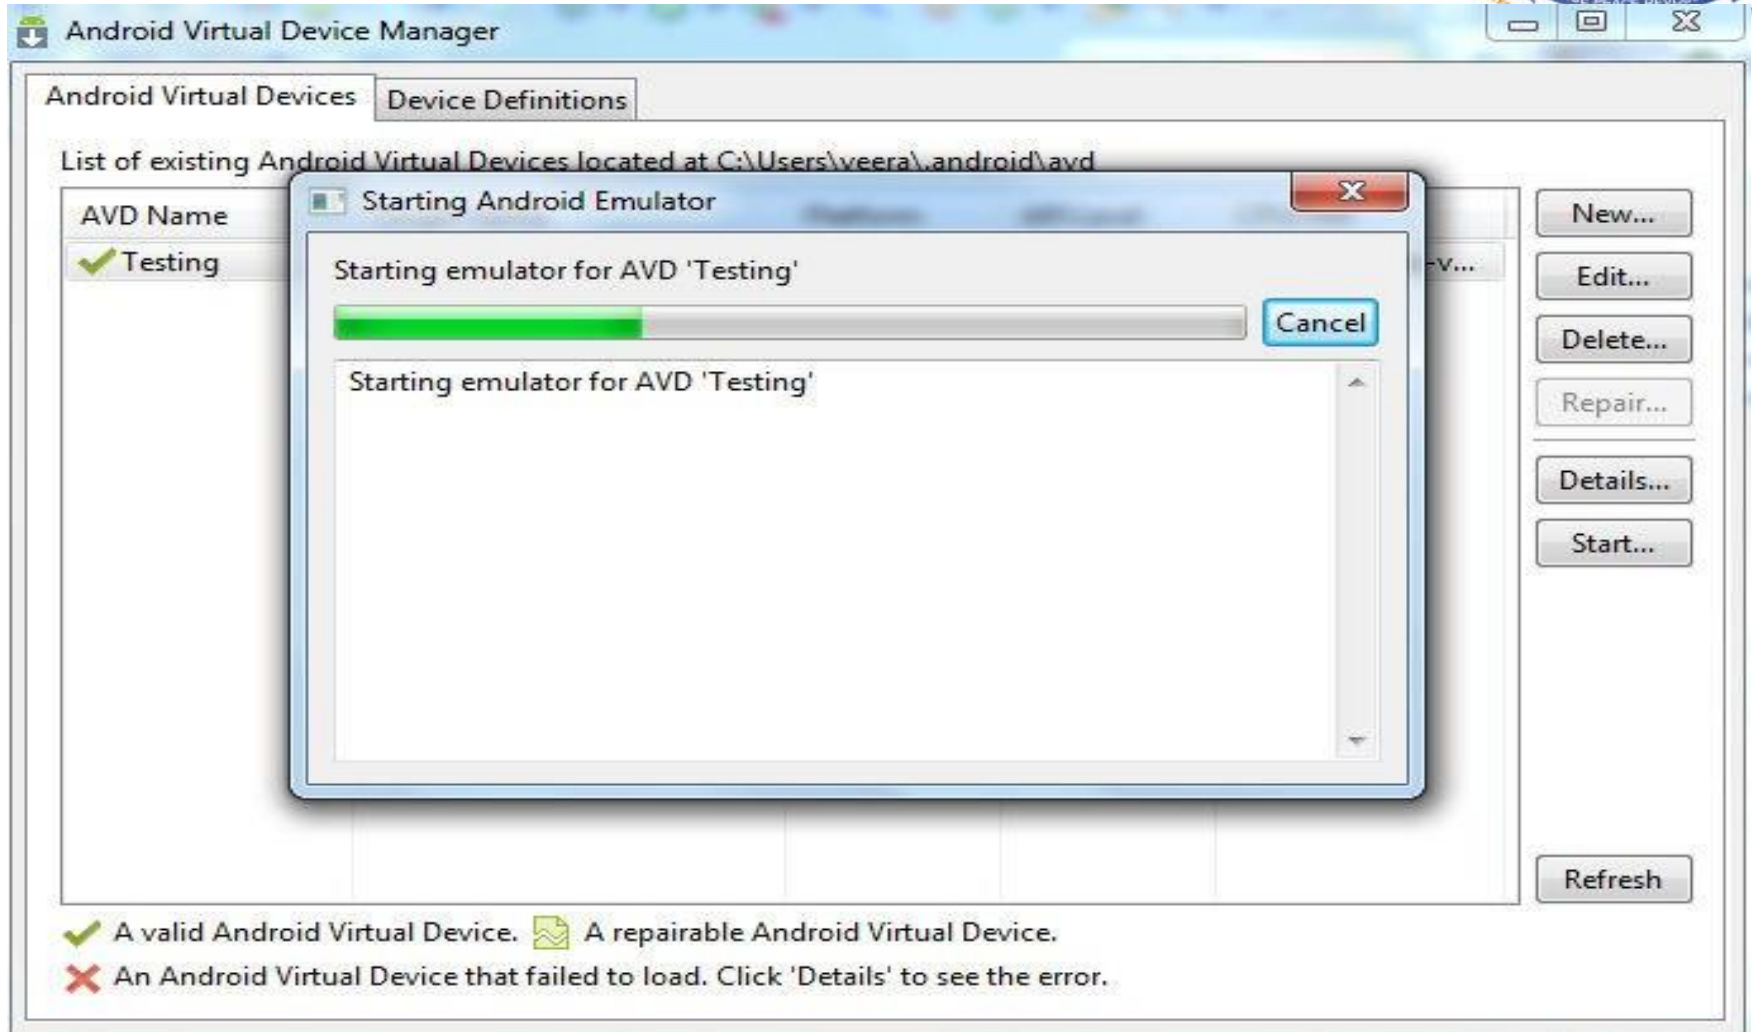 Android Virtual Device Manager
Android Virtual Devices
Device Definitions
List of existing Android Virtual Devices located at C:\Users\veera\.android\avd
AVD Name
Testing
-v...
Starting Android Emulator
Starting emulator for AVD 'Testing'
Cancel
Starting emulator for AVD 'Testing'
New...
Edit...
Delete...
Repair...
Details...
Start...
Refresh
A valid Android Virtual Device. A repairable Android Virtual Device.
An Android Virtual Device that failed to load. Click 'Details' to see the error.